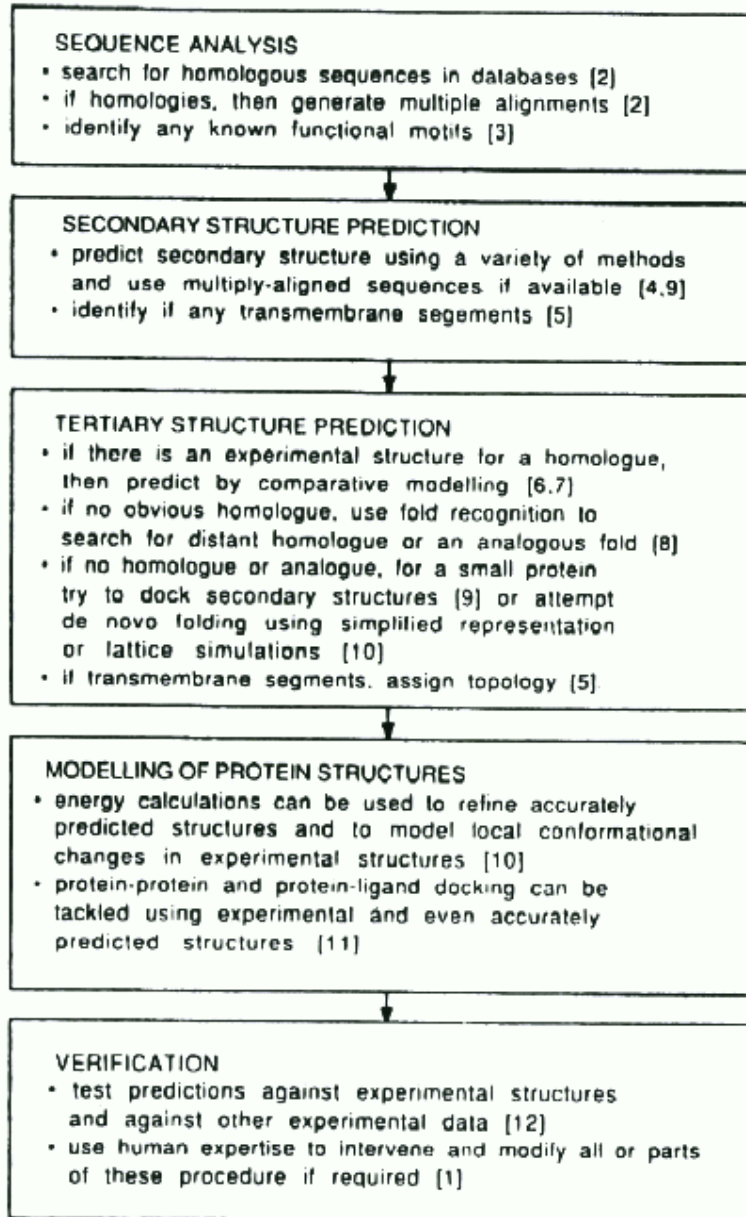 SEQUENCE ANALYSIS
• search for homologous sequences in databases [2]
• if homologies, then generate multiple alignments [2]
• identify any known functional motifs [3]
SECONDARY STRUCTURE PREDICTION
• predict secondary structure using a variety of methods
and use multiply-aligned sequences if available [4,9]
• identify if any transmembrane segements [5]
TERTIARY STRUCTURE PREDICTION
• if there is an experimental structure for a homologue,
then predict by comparative modelling [6,7]
• if no obvious homologue, use fold recognition to
search for distant homologue or an analogous fold [8]
• if no homologue or analogue, for a small protein
try to dock secondary structures [9] or attempt
de novo folding using simplified representation
or lattice simulations [10]
• if transmembrane segments, assign topology [5]
MODELLING OF PROTEIN STRUCTURES
• energy calculations can be used to refine accurately
predicted structures and to model local conformational
changes in experimental structures [10]
• protein-protein and protein-ligand docking can be
tackled using experimental and even accurately
predicted structures [11]
VERIFICATION
• test predictions against experimental structures
and against other experimental data [12]
• use human expertise to intervene and modify all or parts
of these procedure if required [1]